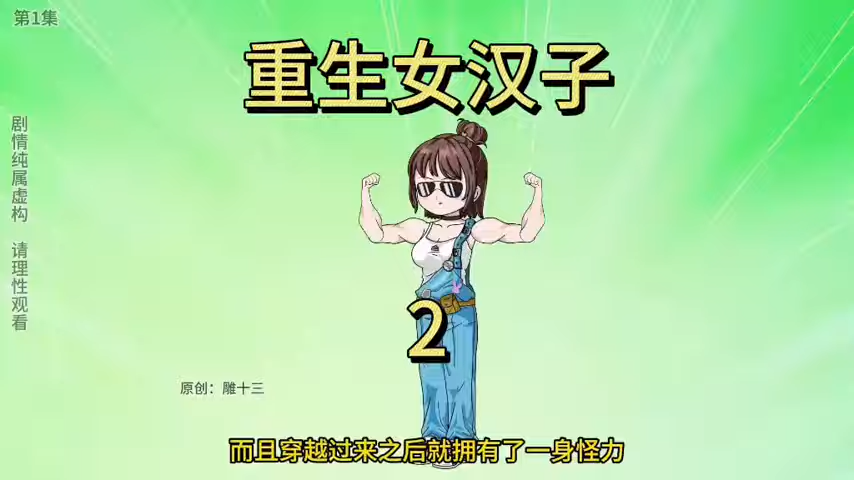 第1集
重生女汉子
剧情纯属虚构 请理性观看
2
原创：雕十三
而且穿越过来之后就拥有了一身怪力